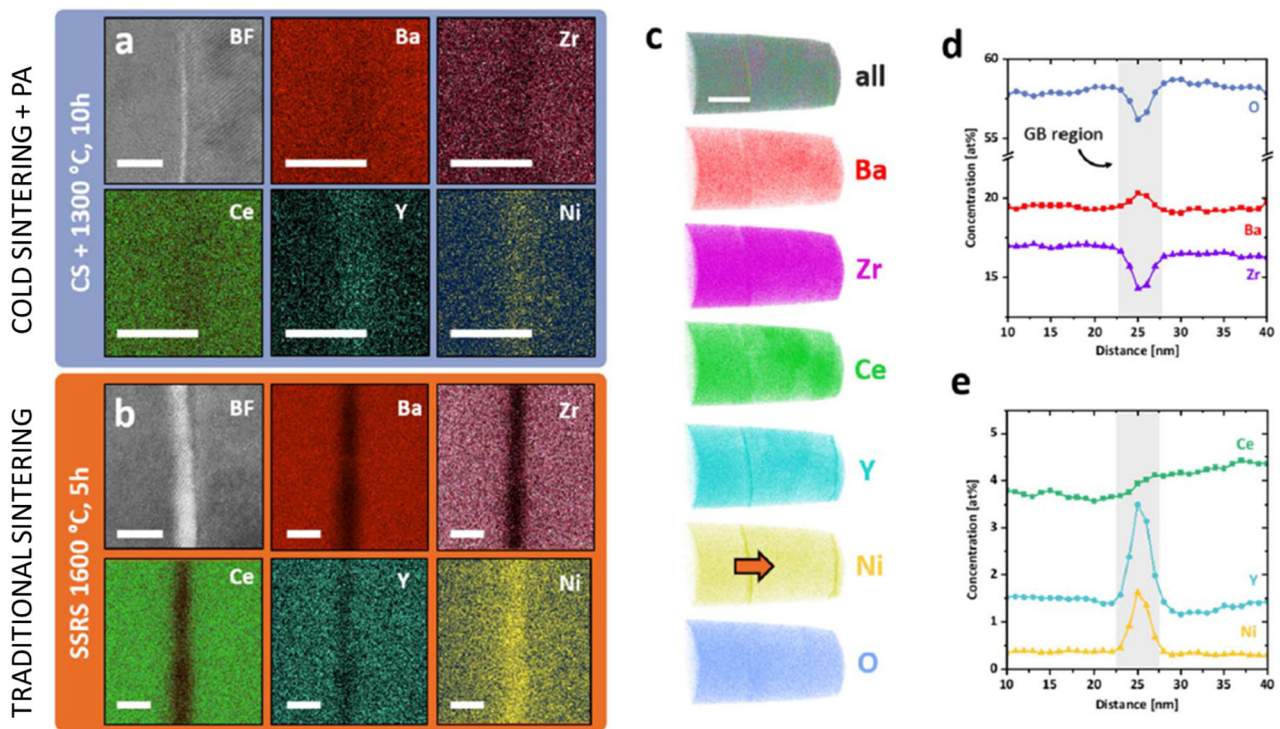 COLD SINTERING + PA
CS + 1300 °C, 10h
a
BF
Ba
Zr
Ce
Y
Ni
TRADITIONAL SINTERING
SSRS 1600 °C, 5h
b
BF
Ba
Zr
Ce
Y
Ni
c
all
Ba
Zr
Ce
Y
Ni
O
d
Concentration [at%]
60
55
20
15
O
GB region
Ba
Zr
10 15 20 25 30 35 40
Distance [nm]
e
Concentration [at%]
5
4
3
2
1
0
Ce
Y
Ni
10 15 20 25 30 35 40
Distance [nm]